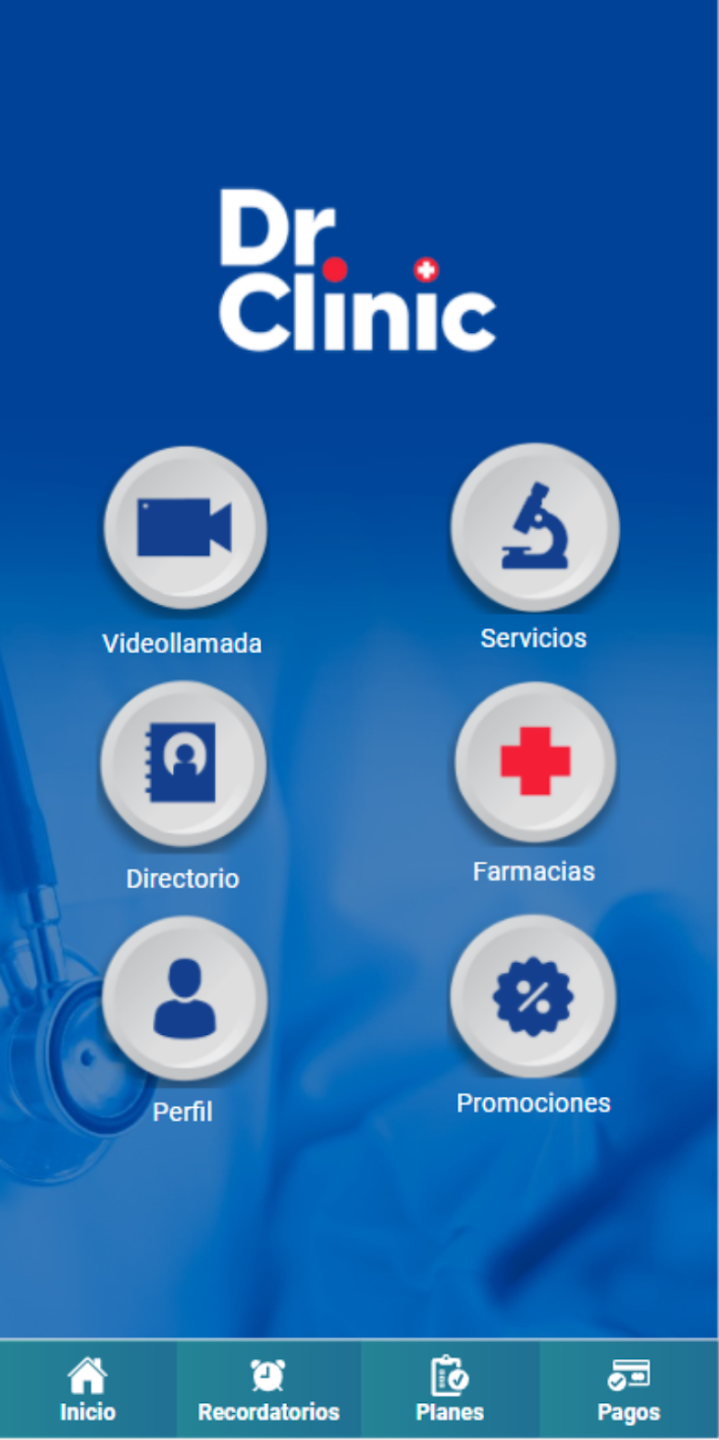 Dr.
Clinic
Videollamada
Servicios
Directorio
Farmacias
Perfil
Promociones
Inicio
Recordatorios
Planes
Pagos